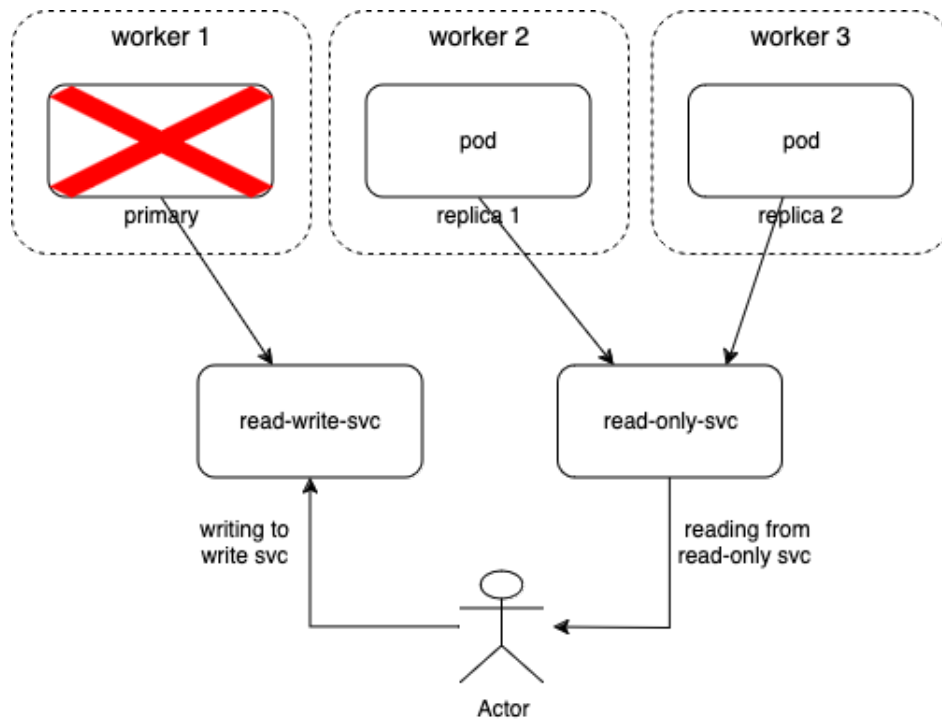 worker 1
worker 2
worker 3
pod
pod
primary
replica 1
replica 2
read-write-svc
read-only-svc
writing to
write svc
reading from
read-only svc
Actor